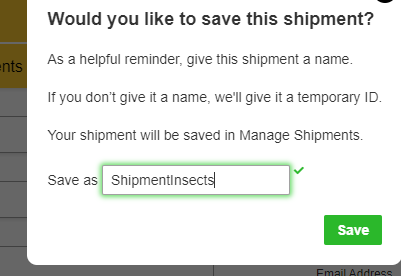 Would you like to save this shipment?
As a helpful reminder, give this shipment a name.
ents
If you don’t give it a name, we'll give it a temporary ID.
Your shipment will be saved in Manage Shipments.
Save as ShipmentInsects
Save
Email Address